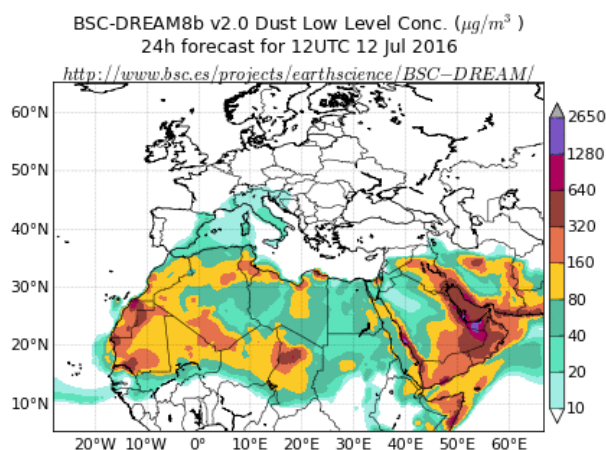 BSC-DREAM8b v2.0 Dust Low Level Conc. (μg/m³ )
24h forecast for 12UTC 12 Jul 2016
http://www.bsc.es/projects/earthscience/BSC−DREAM/
60°N
50°N
40°N
30°N
20°N
10°N
20°W
10°W
0°
10°E
20°E
30°E
40°E
50°E
60°E
2650
1280
640
320
160
80
40
20
10